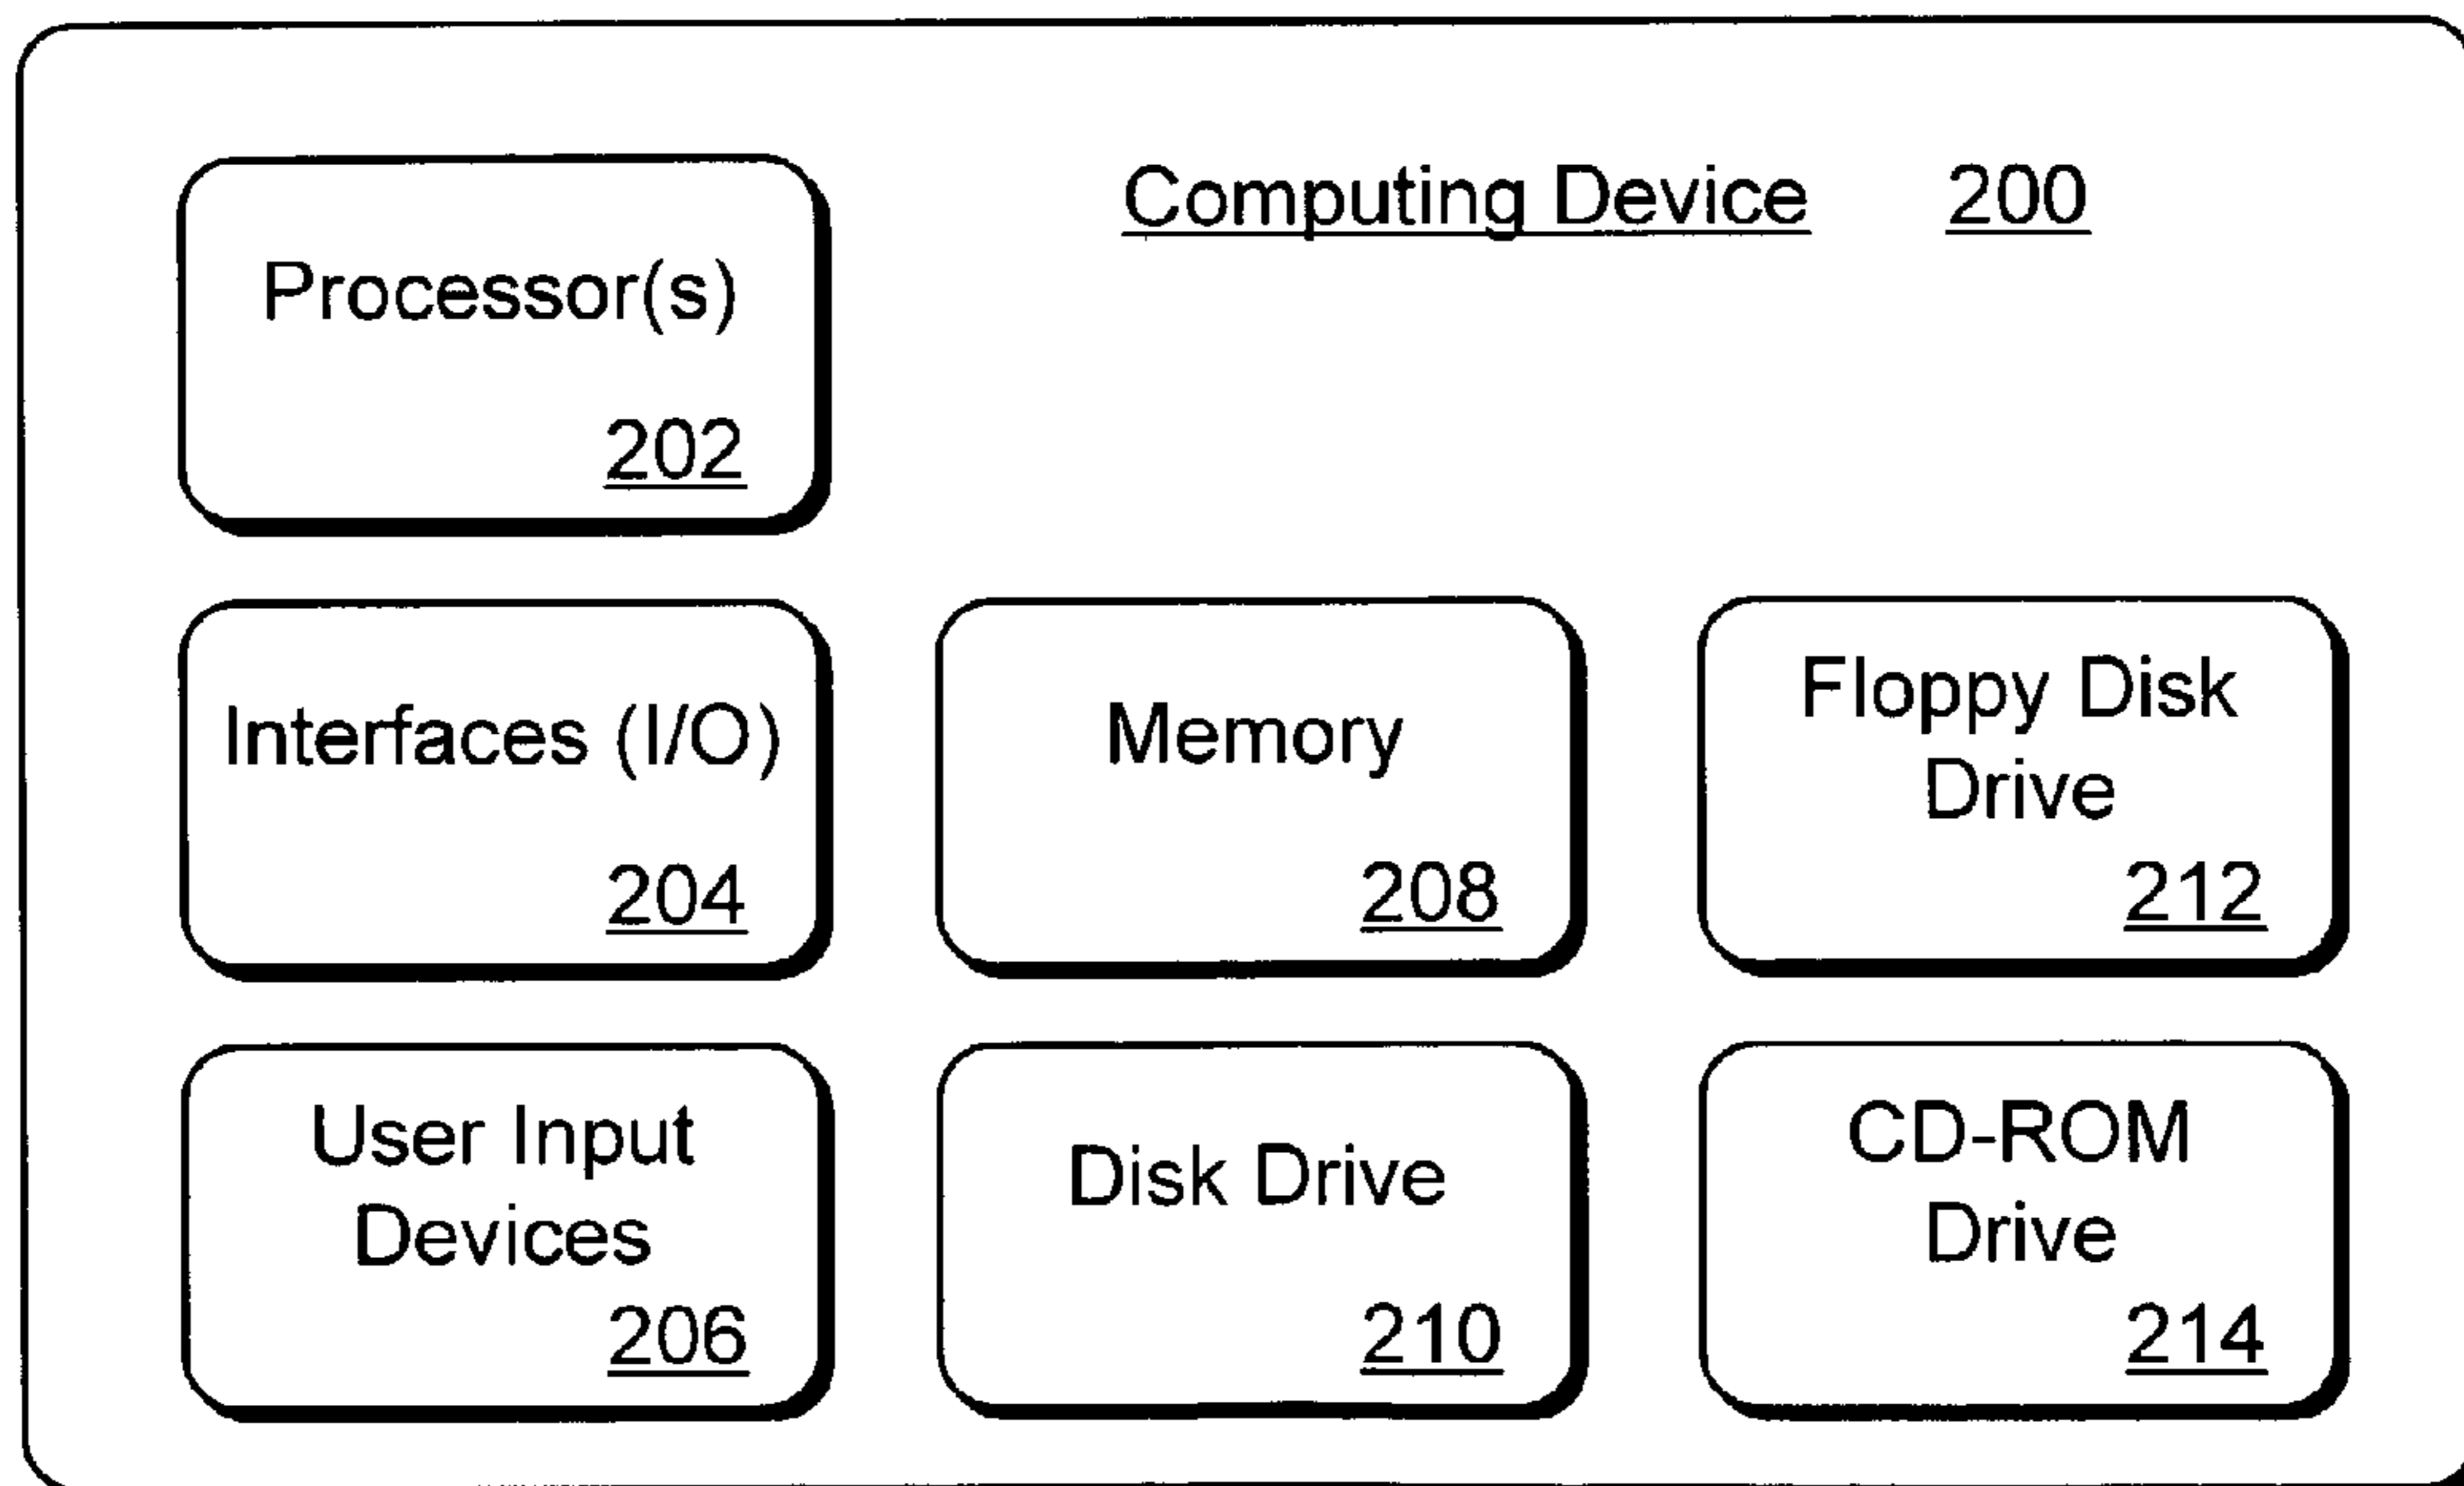 Computing Device 200
Processor(s)
202
Interfaces (I/O)
204
Memory
208
Floppy Disk
Drive
212
User Input
Devices
206
Disk Drive
210
CD-ROM
Drive
214